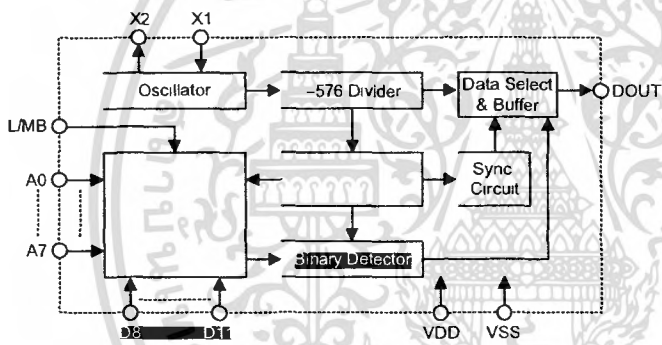 X2 X1
Oscillator
–576 Divider
Data Select
& Buffer
DOUT
L/MB
A0
Sync
Circuit
A7
Binary Detector
D8 D11
VDD VSS